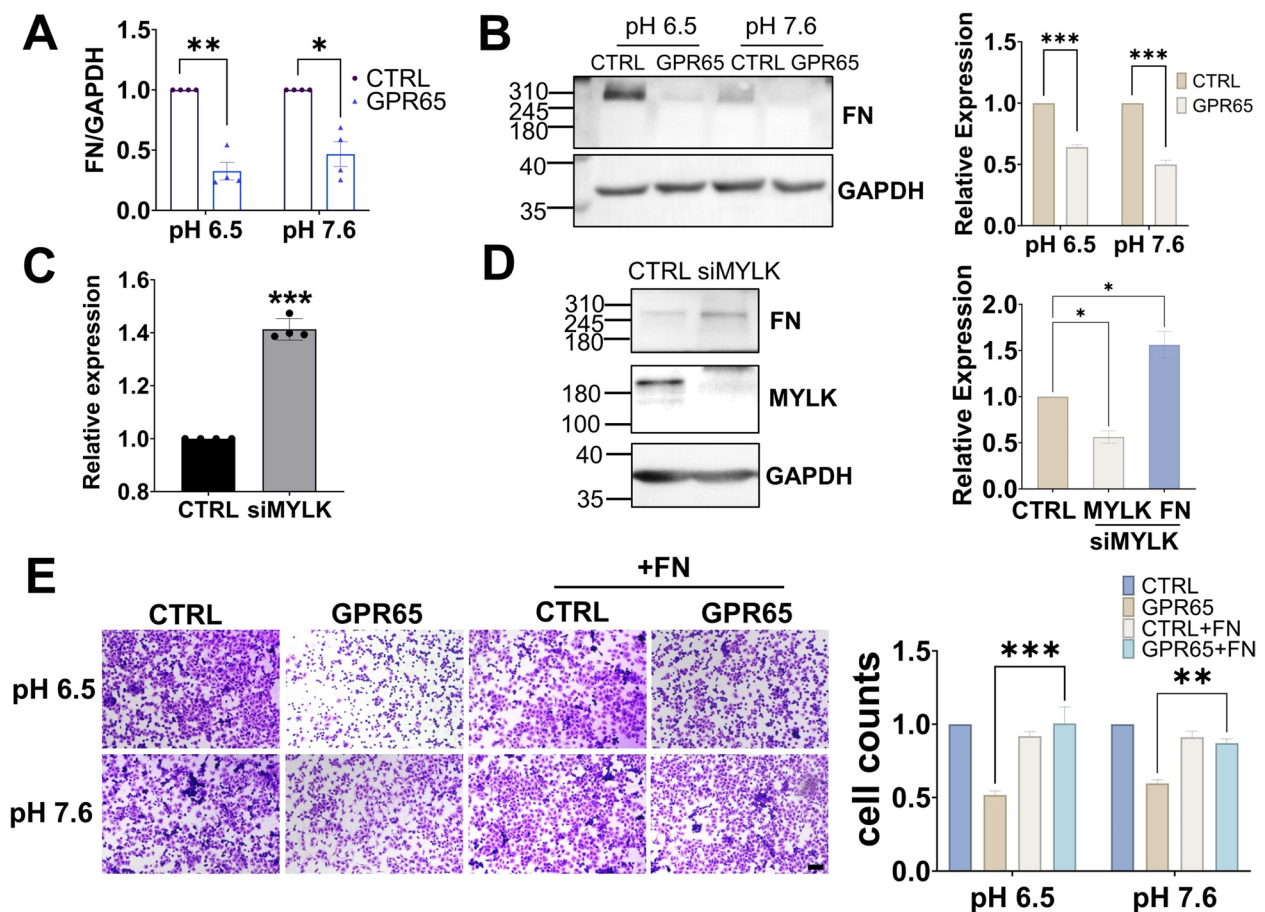 A
FN/GAPDH
1.5
1.0
0.5
0.0
**
*
CTRL
GPR65
pH 6.5
pH 7.6
B
pH 6.5 pH 7.6
CTRL GPR65 CTRL GPR65
310
245
180
FN
40
35
GAPDH
Relative Expression
1.5
1.0
0.5
0.0
***
***
CTRL
GPR65
pH 6.5 pH 7.6
C
Relative expression
1.6
1.4
1.2
1.0
0.8
***
CTRL siMYLK
D
CTRL siMYLK
310
245
180
FN
180
100
MYLK
40
35
GAPDH
Relative Expression
2.0
1.5
1.0
0.5
0.0
*
*
CTRL MYLK FN
siMYLK
E
+FN
CTRL GPR65 CTRL GPR65
pH 6.5
pH 7.6
CTRL
GPR65
CTRL+FN
GPR65+FN
cell counts
1.5
1.0
0.5
0.0
***
**
pH 6.5 pH 7.6